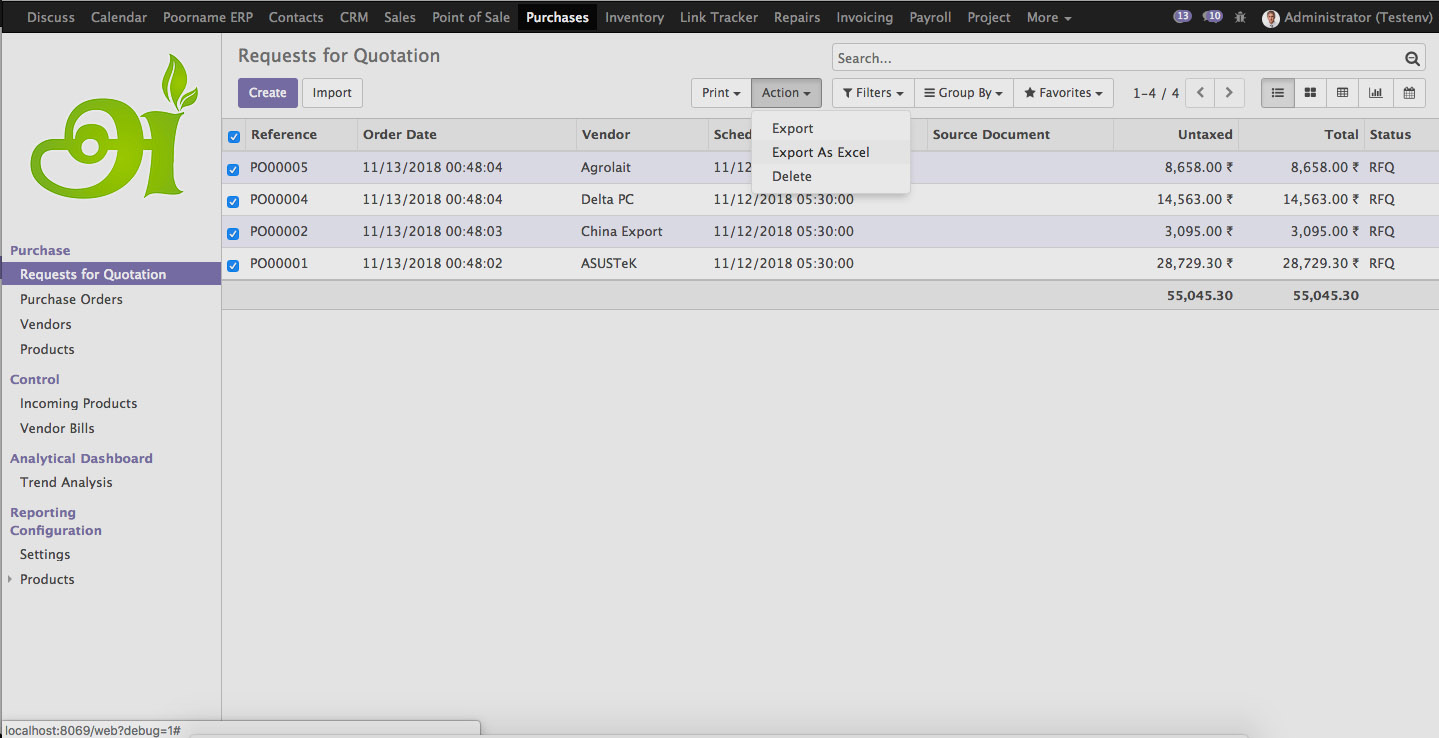 Discuss Calendar Poorname ERP Contacts CRM Sales Point of Sale Purchases Inventory Link Tracker Repairs Invoicing Payroll Project More 13 10 Administrator (Testenv)
Requests for Quotation
Search...
Create Import Print Action Filters Group By Favorites 1-4 / 4
Export
Export As Excel
Delete
Reference Order Date Vendor Sched Source Document Untaxed Total Status
PO00005 11/13/2018 00:48:04 Agrolait 11/12 8,658.00 ₹ 8,658.00 ₹ RFQ
PO00004 11/13/2018 00:48:04 Delta PC 11/12/2018 05:30:00 14,563.00 ₹ 14,563.00 ₹ RFQ
PO00002 11/13/2018 00:48:03 China Export 11/12/2018 05:30:00 3,095.00 ₹ 3,095.00 ₹ RFQ
PO00001 11/13/2018 00:48:02 ASUSTeK 11/12/2018 05:30:00 28,729.30 ₹ 28,729.30 ₹ RFQ
55,045.30 55,045.30
Purchase
Requests for Quotation
Purchase Orders
Vendors
Products
Control
Incoming Products
Vendor Bills
Analytical Dashboard
Trend Analysis
Reporting
Configuration
Settings
Products
localhost:8069/web?debug=1#